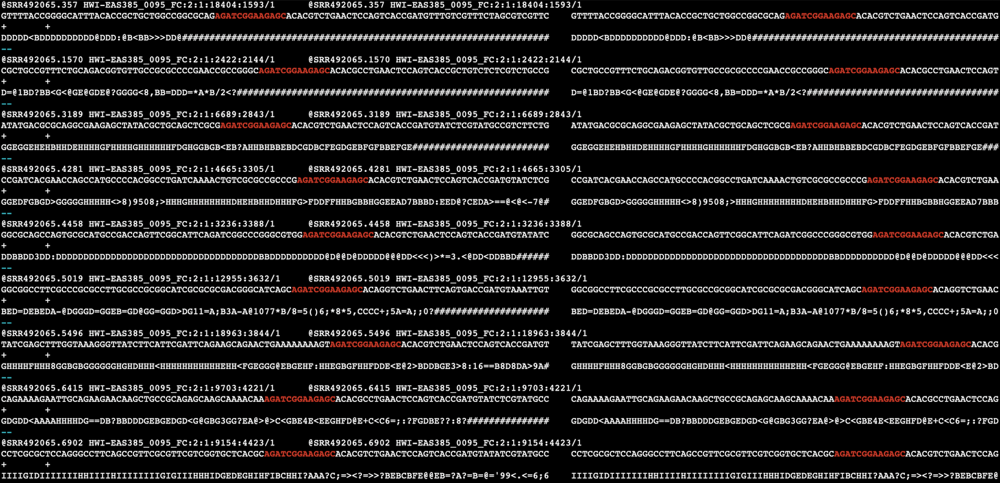 @SRR492065.357 HWI-EAS385_0095_FC:2:1:18404:1593/1 @SRR492065.357 HWI-EAS385_0095_FC:2:1:18404:1593/1
GTTTTACCGGGGCATTTACACCGCTGCTGGCCGGCGCAGAGATCGGAAGAGCACACGTCTGAACTCCAGTCACCGATGTTTGTCGTTTCTAGCGTCGTTC GTTTTACCGGGGCATTTACACCGCTGCTGGCCGGCGCAGAGATCGGAAGAGCACACGTCTGAACTCCAGTCACCGATG
+ +
DDDDD<BDDDDDDDDDDD@DDD:@B<BB>>>DD@################################################################### DDDDD<BDDDDDDDDDDD@DDD:@B<BB>>>DD@#############################################
--
@SRR492065.1570 HWI-EAS385_0095_FC:2:1:2422:2144/1 @SRR492065.1570 HWI-EAS385_0095_FC:2:1:2422:2144/1
CGCTGCCGTTTCTGCAGACGGTGTTGCCGCGCCCCGAACCGCCGGGCAGATCGGAAGAGCACACGCCTGAACTCCAGTCACCGCTGTCTCTCGTCTGCCG CGCTGCCGTTTCTGCAGACGGTGTTGCCGCGCCCCGAACCGCCGGGCAGATCGGAAGAGCACACGCCTGAACTCCAGT
+ +
D=@1BD?BB<G<@GE@GDE@?GGGG<8,BB=DDD=*A*B/2<?######################################################### D=@1BD?BB<G<@GE@GDE@?GGGG<8,BB=DDD=*A*B/2<?###################################
--
@SRR492065.3189 HWI-EAS385_0095_FC:2:1:6689:2843/1 @SRR492065.3189 HWI-EAS385_0095_FC:2:1:6689:2843/1
ATATGACGCGCAGGCGAAGAGCTATACGCTGCAGCTCGCGAGATCGGAAGAGCACACGTCTGAACTCCAGTCACCGATGTATCTCGTATGCCGTCTTCTG ATATGACGCGCAGGCGAAGAGCTATACGCTGCAGCTCGCGAGATCGGAAGAGCACACGTCTGAACTCCAGTCACCGAT
+ +
GGEGGEHEHBHHDEHHHHGFHHHHGHHHHHHFDGHGGBGB<EB?AHHBHBBEBDCGDBCFEGDGEBFGFBBEFGE######################### GGEGGEHEHBHHDEHHHHGFHHHHGHHHHHHFDGHGGBGB<EB?AHHBHBBEBDCGDBCFEGDGEBFGFBBEFGE###
--
@SRR492065.4281 HWI-EAS385_0095_FC:2:1:4665:3305/1 @SRR492065.4281 HWI-EAS385_0095_FC:2:1:4665:3305/1
CCGATCACGAACCAGCCATGCCCCACGGCCTGATCAAAACTGTCGCGCCGCCCGAGATCGGAAGAGCACACGTCTGAACTCCAGTCACCGATGTATCTCG CCGATCACGAACCAGCCATGCCCCACGGCCTGATCAAAACTGTCGCGCCGCCCGAGATCGGAAGAGCACACGTCTGAA
+ +
GGEDFGBGD>GGGGGHHHHH<>8)9508;>HHHGHHHHHHHHDHEHBHHDHHHFG>FDDFFHHBGBBHGGEEAD7BBBD:EED@?CEDA>==@<@<-7@# GGEDFGBGD>GGGGGHHHHH<>8)9508;>HHHGHHHHHHHHDHEHBHHDHHHFG>FDDFFHHBGBBHGGEEAD7BBB
--
@SRR492065.4458 HWI-EAS385_0095_FC:2:1:3236:3388/1 @SRR492065.4458 HWI-EAS385_0095_FC:2:1:3236:3388/1
GGCGCAGCCAGTGCGCATGCCGACCAGTTCGGCATTCAGATCGGCCCGGGCGTGGAGATCGGAAGAGCACACGTCTGAACTCCAGTCACCGATGTATATC GGCGCAGCCAGTGCGCATGCCGACCAGTTCGGCATTCAGATCGGCCCGGGCGTGGAGATCGGAAGAGCACACGTCTGA
+ +
DDBBDD3DD:DDDDDDDDDDDDDDDDDDDDDDDDDDDDDDDDDDDDDBBDDDDDDDDDD@D@@D@DDDDD@@@DD<<<)>*=3.<@DD<DDBBD###### DDBBDD3DD:DDDDDDDDDDDDDDDDDDDDDDDDDDDDDDDDDDDDDBBDDDDDDDDDD@D@@D@DDDDD@@@DD<<<
--
@SRR492065.5019 HWI-EAS385_0095_FC:2:1:12955:3632/1 @SRR492065.5019 HWI-EAS385_0095_FC:2:1:12955:3632/1
GGCGGCCTTCGCCCGCGCCTTGCGCCGCGGCATCGCGCGCGACGGGCATCAGCAGATCGGAAGAGCACAGGTCTGAACTTCAGTGACCGATGTAAATTGT GGCGGCCTTCGCCCGCGCCTTGCGCCGCGGCATCGCGCGCGACGGGCATCAGCAGATCGGAAGAGCACAGGTCTGAAC
+ +
BED=DEBEDA-@DGGGD=GGEB=GD@GG=GGD>DG11=A;B3A-A@1077*B/8=5()6;*8*5,CCCC+;5A=A;;0?##################### BED=DEBEDA-@DGGGD=GGEB=GD@GG=GGD>DG11=A;B3A-A@1077*B/8=5()6;*8*5,CCCC+;5A=A;;0
--
@SRR492065.5496 HWI-EAS385_0095_FC:2:1:18963:3844/1 @SRR492065.5496 HWI-EAS385_0095_FC:2:1:18963:3844/1
TATCGAGCTTTGGTAAAGGGTTATCTTCATTCGATTCAGAAGCAGAACTGAAAAAAAAGTAGATCGGAAGAGCACACGTCTGAACTCCAGTCACCGATGT TATCGAGCTTTGGTAAAGGGTTATCTTCATTCGATTCAGAAGCAGAACTGAAAAAAAAGTAGATCGGAAGAGCACACG
+ +
GHHHHFHHH8GGBGBGGGGGGHGHDHHH<HHHHHHHHHHHEHH<FGEGGG@EBGEHF:HHEGBGFHHFDDE<E@2>BDDBGE3>8:16==B8D8DA>9A# GHHHHFHHH8GGBGBGGGGGGHGHDHHH<HHHHHHHHHHHEHH<FGEGGG@EBGEHF:HHEGBGFHHFDDE<E@2>BD
--
@SRR492065.6415 HWI-EAS385_0095_FC:2:1:9703:4221/1 @SRR492065.6415 HWI-EAS385_0095_FC:2:1:9703:4221/1
CAGAAAAGAATTGCAGAAGAACAAGCTGCCGCAGAGCAAGCAAAACAAAGATCGGAAGAGCACACGCCTGAACTCCAGTCACCGATGTATCTCGTATGCC CAGAAAAGAATTGCAGAAGAACAAGCTGCCGCAGAGCAAGCAAAACAAAGATCGGAAGAGCACACGCCTGAACTCCAG
+ +
GDGDD<AAAAHHHHDG==DB?BBDDDGEBGEDGD<G@GBG3GG?EA@>@>C<GBE4E<EEGHFD@E+C<C6=;:?FGDBE??:8?############### GDGDD<AAAAHHHHDG==DB?BBDDDGEBGEDGD<G@GBG3GG?EA@>@>C<GBE4E<EEGHFD@E+C<C6=;:?FGD
--
@SRR492065.6902 HWI-EAS385_0095_FC:2:1:9154:4423/1 @SRR492065.6902 HWI-EAS385_0095_FC:2:1:9154:4423/1
CCTCGCGCTCCAGGGCCTTCAGCCGTTCGCGTTCGTCGGTGCTCACGCAGATCGGAAGAGCACACGTCTGAACTCCAGTCACCGATGTATATCGTATGCC CCTCGCGCTCCAGGGCCTTCAGCCGTTCGCGTTCGTCGGTGCTCACGCAGATCGGAAGAGCACACGTCTGAACTCCAG
+ +
IIIIGIDIIIIIIIHHIIIIHIIIIIIIIGIGIIIHHHIDGEDEGHIHFIBCHHI?AAA?C;=><?=>>?BEBCBFE@@EB=?A?=B=@='99<.<=6;6 IIIIGIDIIIIIIIHHIIIIHIIIIIIIIGIGIIIHHHIDGEDEGHIHFIBCHHI?AAA?C;=><?=>>?BEBCBFE@